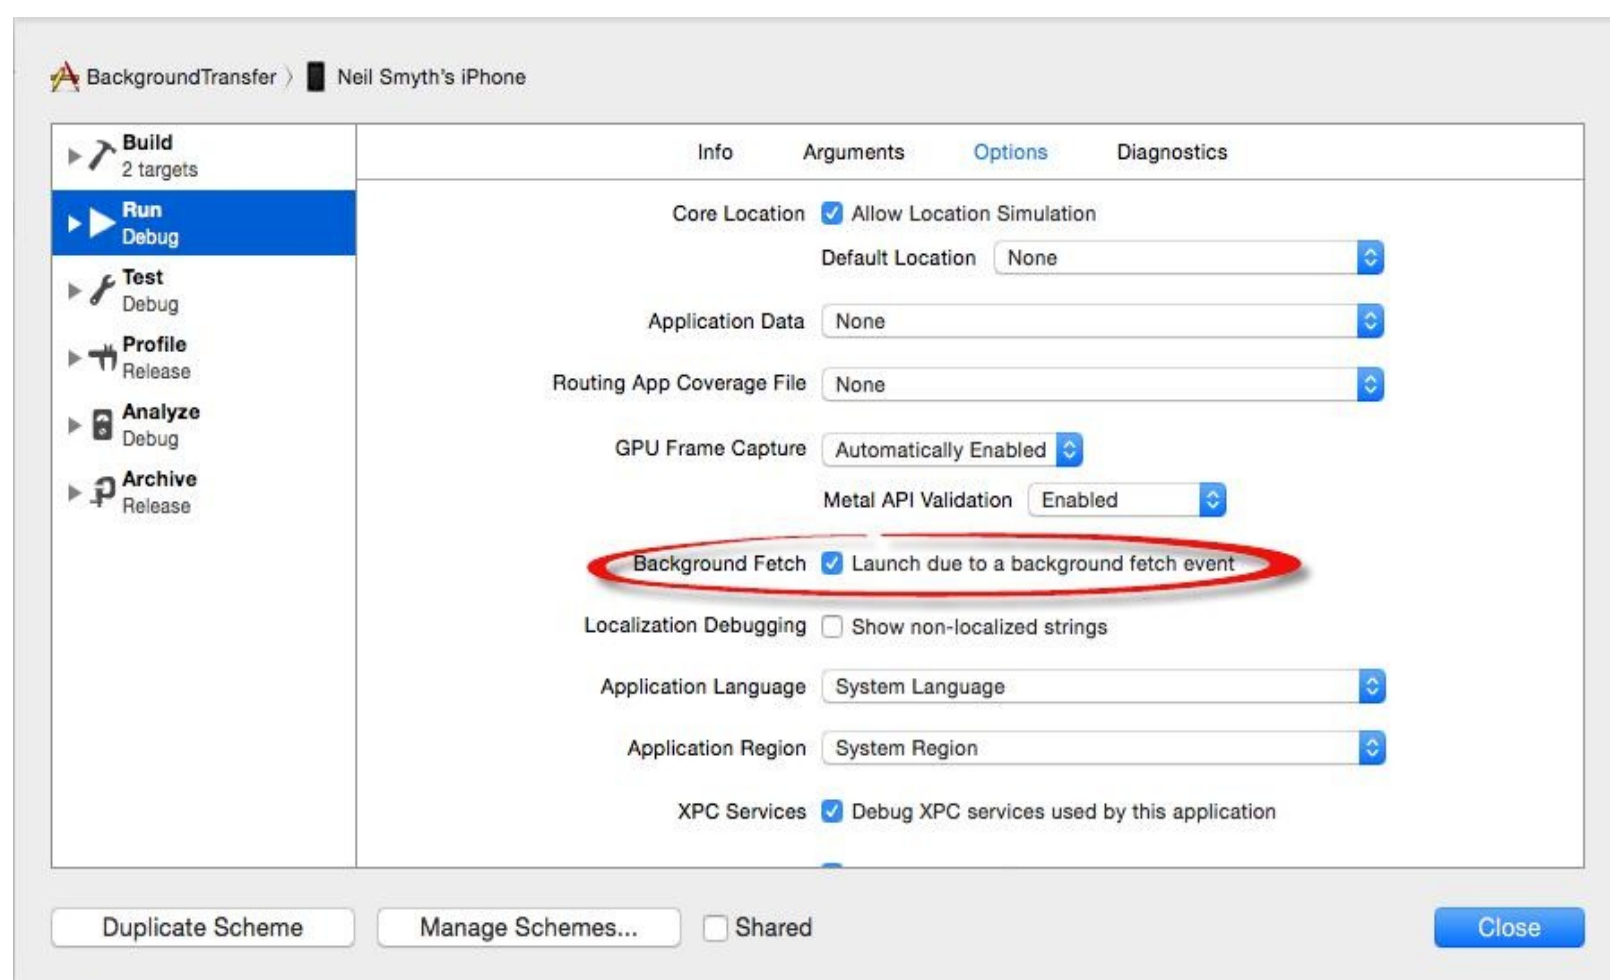 BackgroundTransfer 〉 Neil Smyth's iPhone
Build
2 targets
Run
Debug
Test
Debug
Profile
Release
Analyze
Debug
Archive
Release
Info Arguments Options Diagnostics
Core Location Allow Location Simulation
Default Location None
Application Data None
Routing App Coverage File None
GPU Frame Capture Automatically Enabled
Metal API Validation Enabled
Background Fetch Launch due to a background fetch event
Localization Debugging Show non-localized strings
Application Language System Language
Application Region System Region
XPC Services Debug XPC services used by this application
Duplicate Scheme Manage Schemes... Shared Close